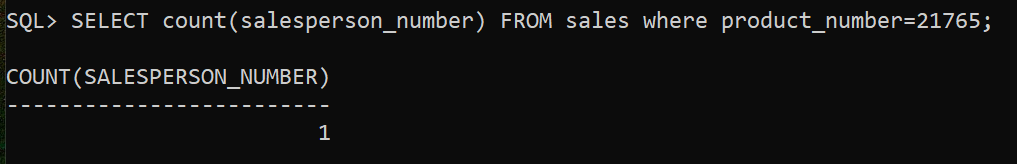 SQL> SELECT count(salesperson_number) FROM sales where product_number=21765;
COUNT(SALESPERSON_NUMBER)
-------------------------
1